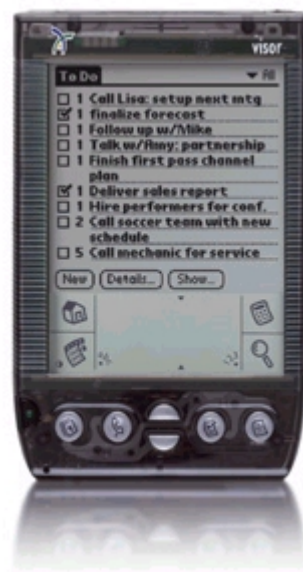 VISOR
To Do All
1 Call Lisa: setup next mtg
1 finalize forecast
1 Follow up w/Mike
1 Talk w/Anny: partnership
1 Finish first pass channel
plan
1 Deliver sales report
1 Hire performers for conf.
2 Call soccer team with new
schedule
5 Call mechanic for service
New Details... Show...